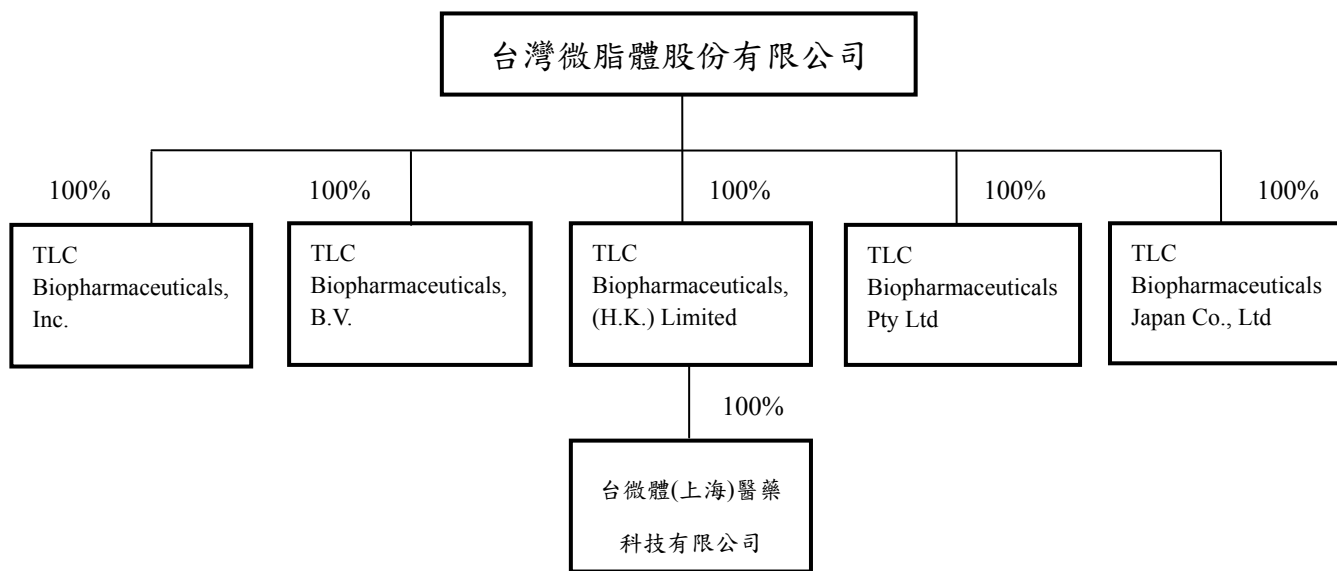 台灣微脂體股份有限公司
100%
100%
100%
100%
100%
TLC
Biopharmaceuticals,
Inc.
TLC
Biopharmaceuticals,
B.V.
TLC
Biopharmaceuticals,
(H.K.) Limited
TLC
Biopharmaceuticals
Pty Ltd
TLC
Biopharmaceuticals
Japan Co., Ltd
100%
台微體(上海)醫藥
科技有限公司